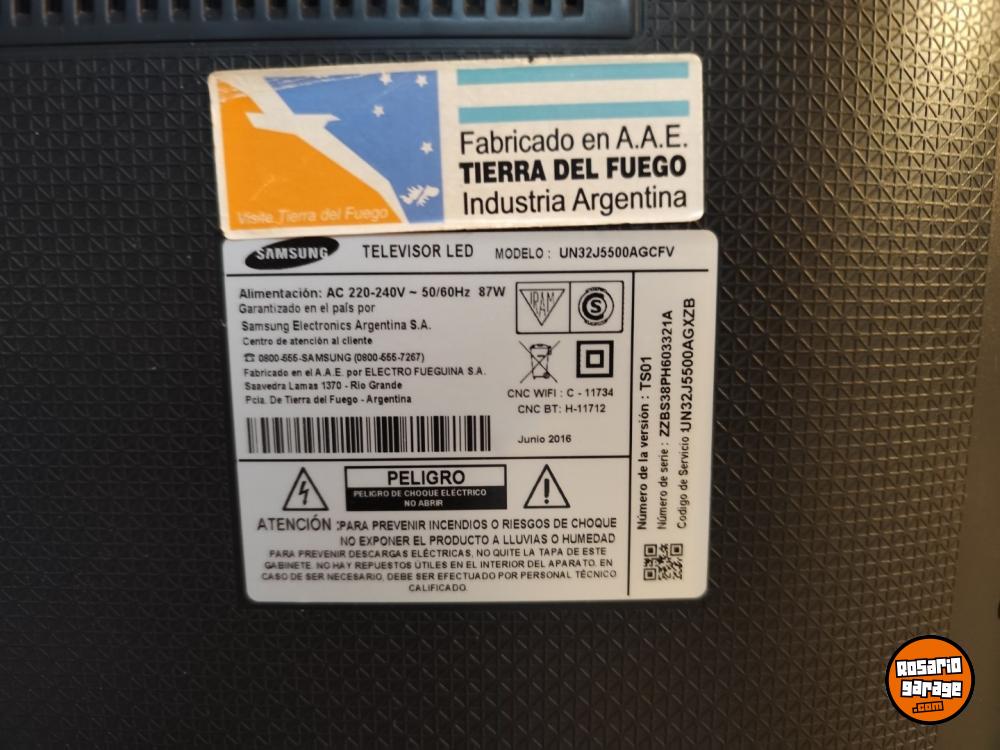 Visite Tierra del Fuego
Fabricado en A.A.E.
TIERRA DEL FUEGO
Industria Argentina
SAMSUNG TELEVISOR LED MODELO : UN32J5500AGCFV
Alimentación: AC 220-240V ~ 50/60Hz 87W
Garantizado en el país por
Samsung Electronics Argentina S.A.
Centro de atención al cliente
☎ 0800-555-SAMSUNG (0800-555-7267)
Fabricado en el A.A.E. por ELECTRO FUEGUINA S.A.
Saavedra Lamas 1370 - Rio Grande
Pcia. De Tierra del Fuego - Argentina
IRAM
S
CNC WIFI : C - 11734
CNC BT: H-11712
Junio 2016
PELIGRO
PELIGRO DE CHOQUE ELECTRICO
NO ABRIR
ATENCIÓN :PARA PREVENIR INCENDIOS O RIESGOS DE CHOQUE
NO EXPONER EL PRODUCTO A LLUVIAS O HUMEDAD
PARA PREVENIR DESCARGAS ELÉCTRICAS, NO QUITE LA TAPA DE ESTE
GABINETE. NO HAY REPUESTOS ÚTILES EN EL INTERIOR DEL APARATO. EN
CASO DE SER NECESARIO, DEBE SER EFECTUADO POR PERSONAL TÉCNICO
CALIFICADO.
Número de la versión : TS01
Número de serie : ZZBS38PH603321A
Codigo de Servicio :UN32J5500AGXZB
Rosario
garage
.com